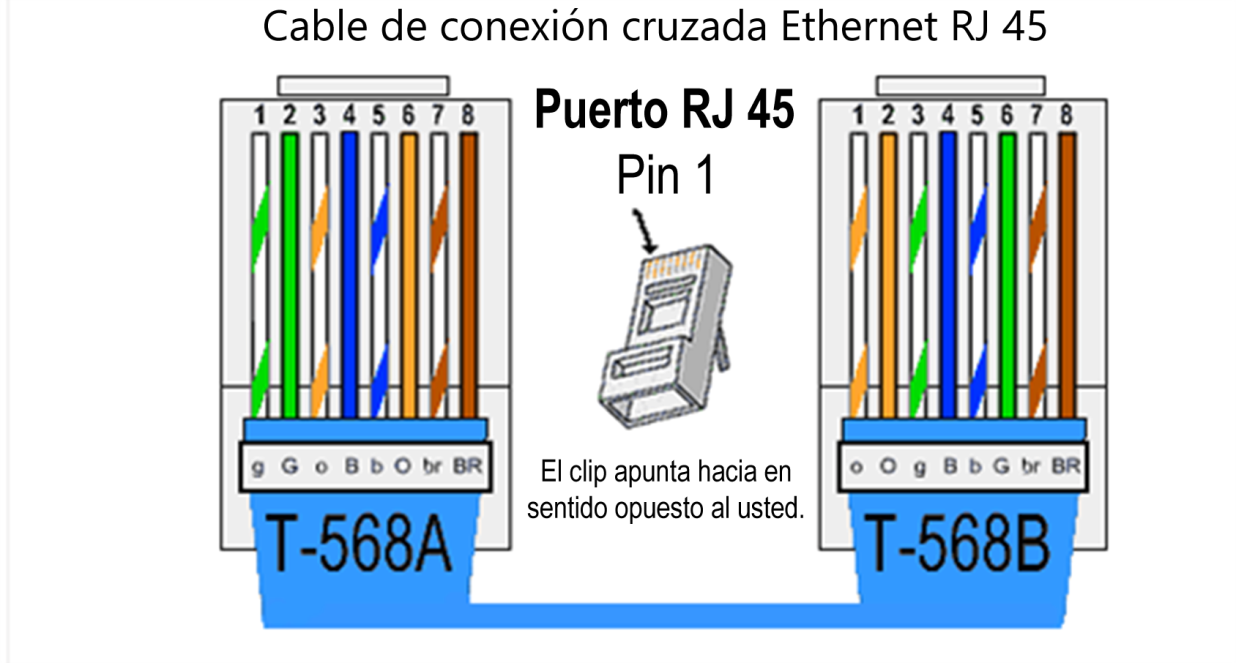 Cable de conexión cruzada Ethernet RJ 45
1 2 3 4 5 6 7 8
Puerto RJ 45
Pin 1
1 2 3 4 5 6 7 8
g G o B b O br BR
El clip apunta hacia en
sentido opuesto al usted.
o O g B b G br BR
T-568A
T-568B